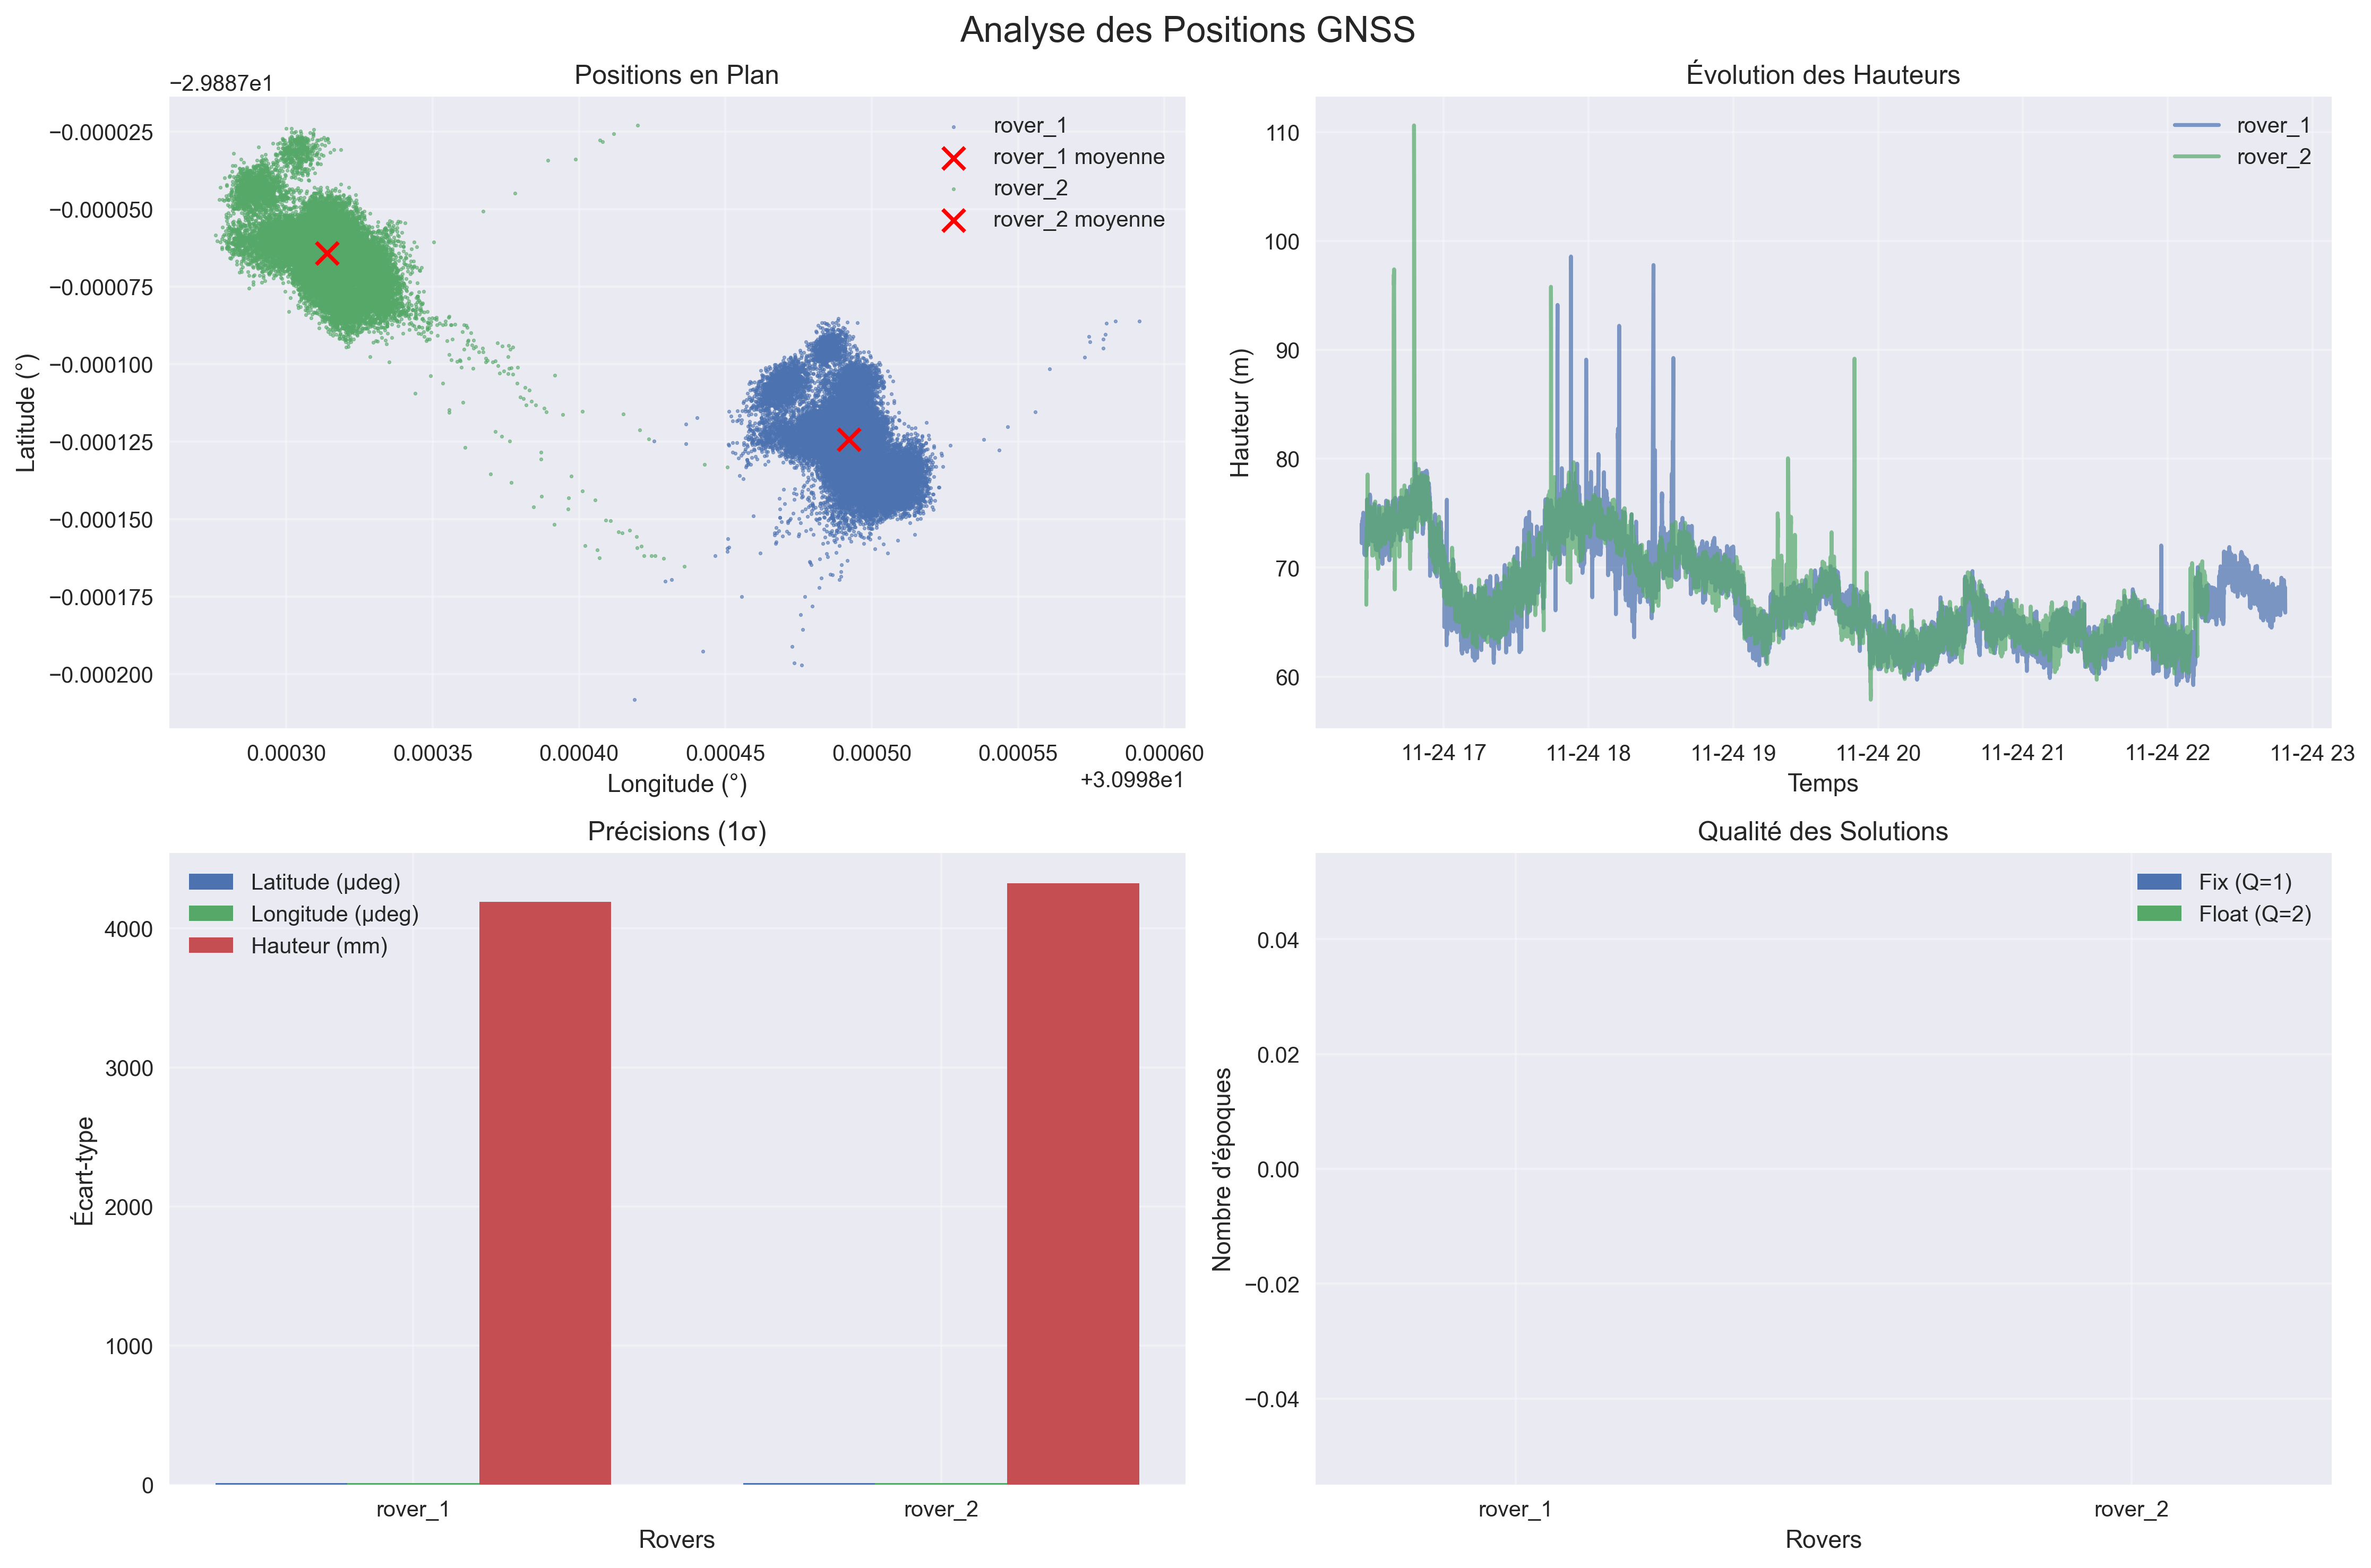 Analyse des Positions GNSS
Positions en Plan
−2.9887e1
−0.000025
−0.000050
−0.000075
−0.000100
−0.000125
−0.000150
−0.000175
−0.000200
Latitude (°)
rover_1
rover_1 moyenne
rover_2
rover_2 moyenne
0.00030 0.00035 0.00040 0.00045 0.00050 0.00055 0.00060
+3.0998e1
Longitude (°)
Évolution des Hauteurs
110
100
90
80
70
60
Hauteur (m)
rover_1
rover_2
11-24 17 11-24 18 11-24 19 11-24 20 11-24 21 11-24 22 11-24 23
Temps
Précisions (1σ)
4000
3000
2000
1000
0
Écart-type
Latitude (µdeg)
Longitude (µdeg)
Hauteur (mm)
rover_1 rover_2
Rovers
Qualité des Solutions
0.04
0.02
0.00
−0.02
−0.04
Nombre d'époques
Fix (Q=1)
Float (Q=2)
rover_1 rover_2
Rovers